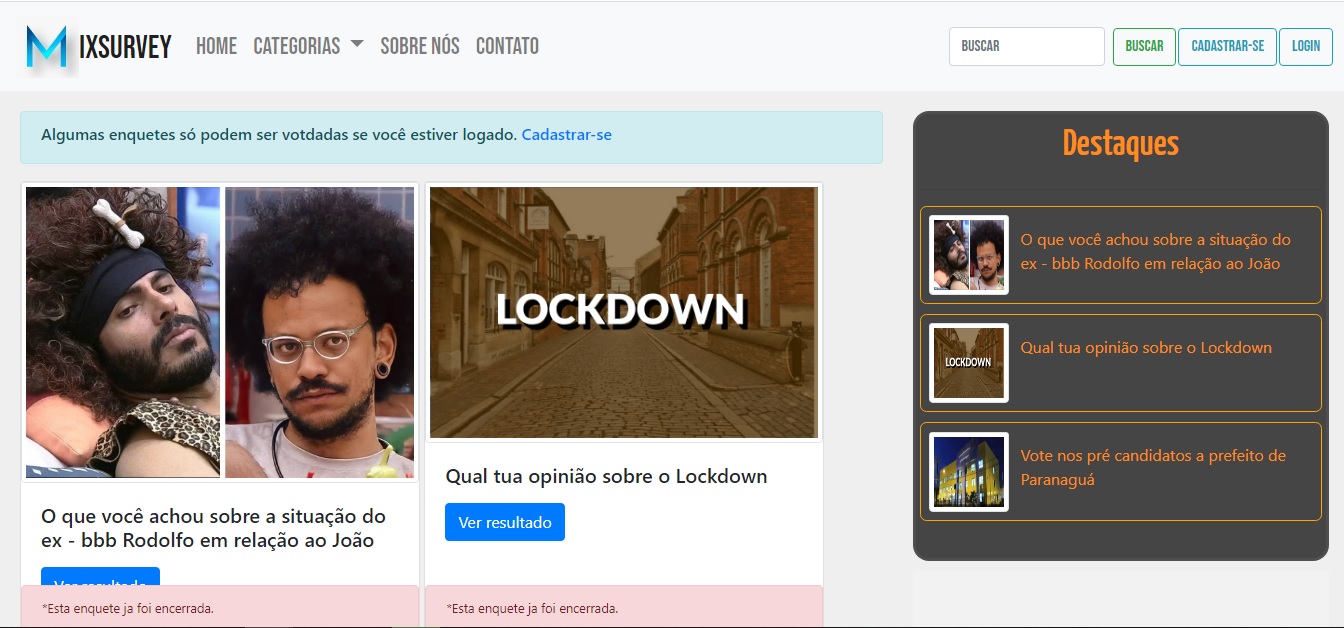 MIXSURVEY HOME CATEGORIAS SOBRE NÓS CONTATO BUSCAR BUSCAR CADASTRAR-SE LOGIN
Algumas enquetes só podem ser votdadas se você estiver logado. Cadastrar-se
LOCKDOWN
O que você achou sobre a situação do
ex - bbb Rodolfo em relação ao João
Ver resultado
*Esta enquete ja foi encerrada.
Qual tua opinião sobre o Lockdown
Ver resultado
*Esta enquete ja foi encerrada.
Destaques
O que você achou sobre a situação do
ex - bbb Rodolfo em relação ao João
LOCKDOWN
Qual tua opinião sobre o Lockdown
Vote nos pré candidatos a prefeito de
Paranaguá